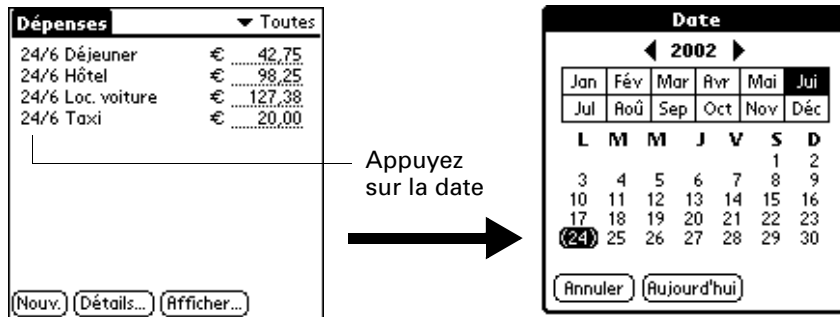 Dépenses ▼ Toutes
24/6 Déjeuner € 42,75
24/6 Hôtel € 98,25
24/6 Loc. voiture € 127,38
24/6 Taxi € 20,00
Nouv. Détails... Afficher...
Appuyez
sur la date
Date
◀ 2002 ▶
Jan Fév Mar Avr Mai Jui
Jul Aoû Sep Oct Nov Déc
L M M J V S D
1 2
3 4 5 6 7 8 9
10 11 12 13 14 15 16
17 18 19 20 21 22 23
24 25 26 27 28 29 30
Annuler Aujourd'hui